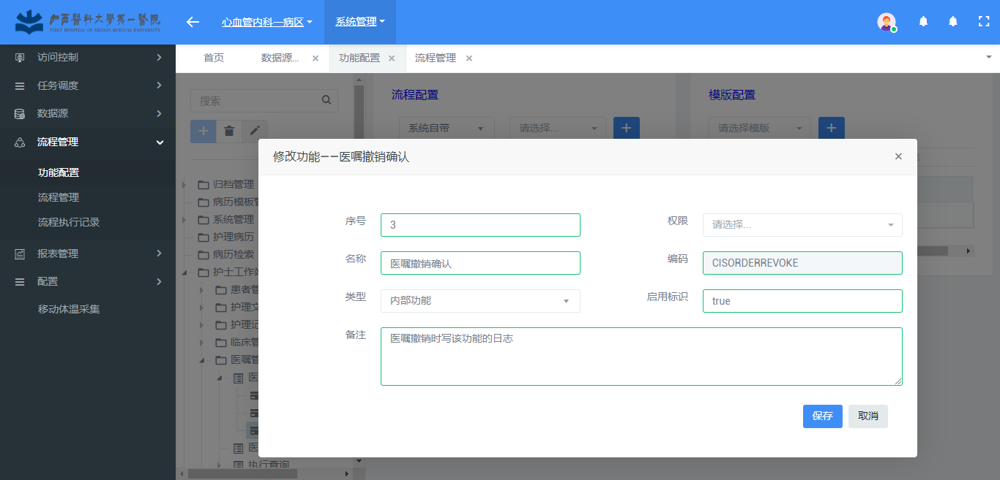 山西醫科大學第一醫院
FIRST HOSPITAL OF SHANXI MEDICAL UNIVERSITY
心血管内科一病区
系统管理
访问控制
任务调度
数据源
流程管理
功能配置
流程管理
流程执行记录
报表管理
配置
移动体温采集
首页
数据源...
功能配置
流程管理
搜索
归档管理
病历模板
系统管理
护理病历
病历检索
护士工作
患者管
护理文
护理记
临床管
医嘱管
医
医
执行查询
流程配置
系统自带
请选择...
模版配置
请选择模版
修改功能——医嘱撤销确认
序号
3
权限
请选择...
名称
医嘱撤销确认
编码
CISORDERREVOKE
类型
内部功能
启用标识
true
备注
医嘱撤销时写该功能的日志
保存
取消